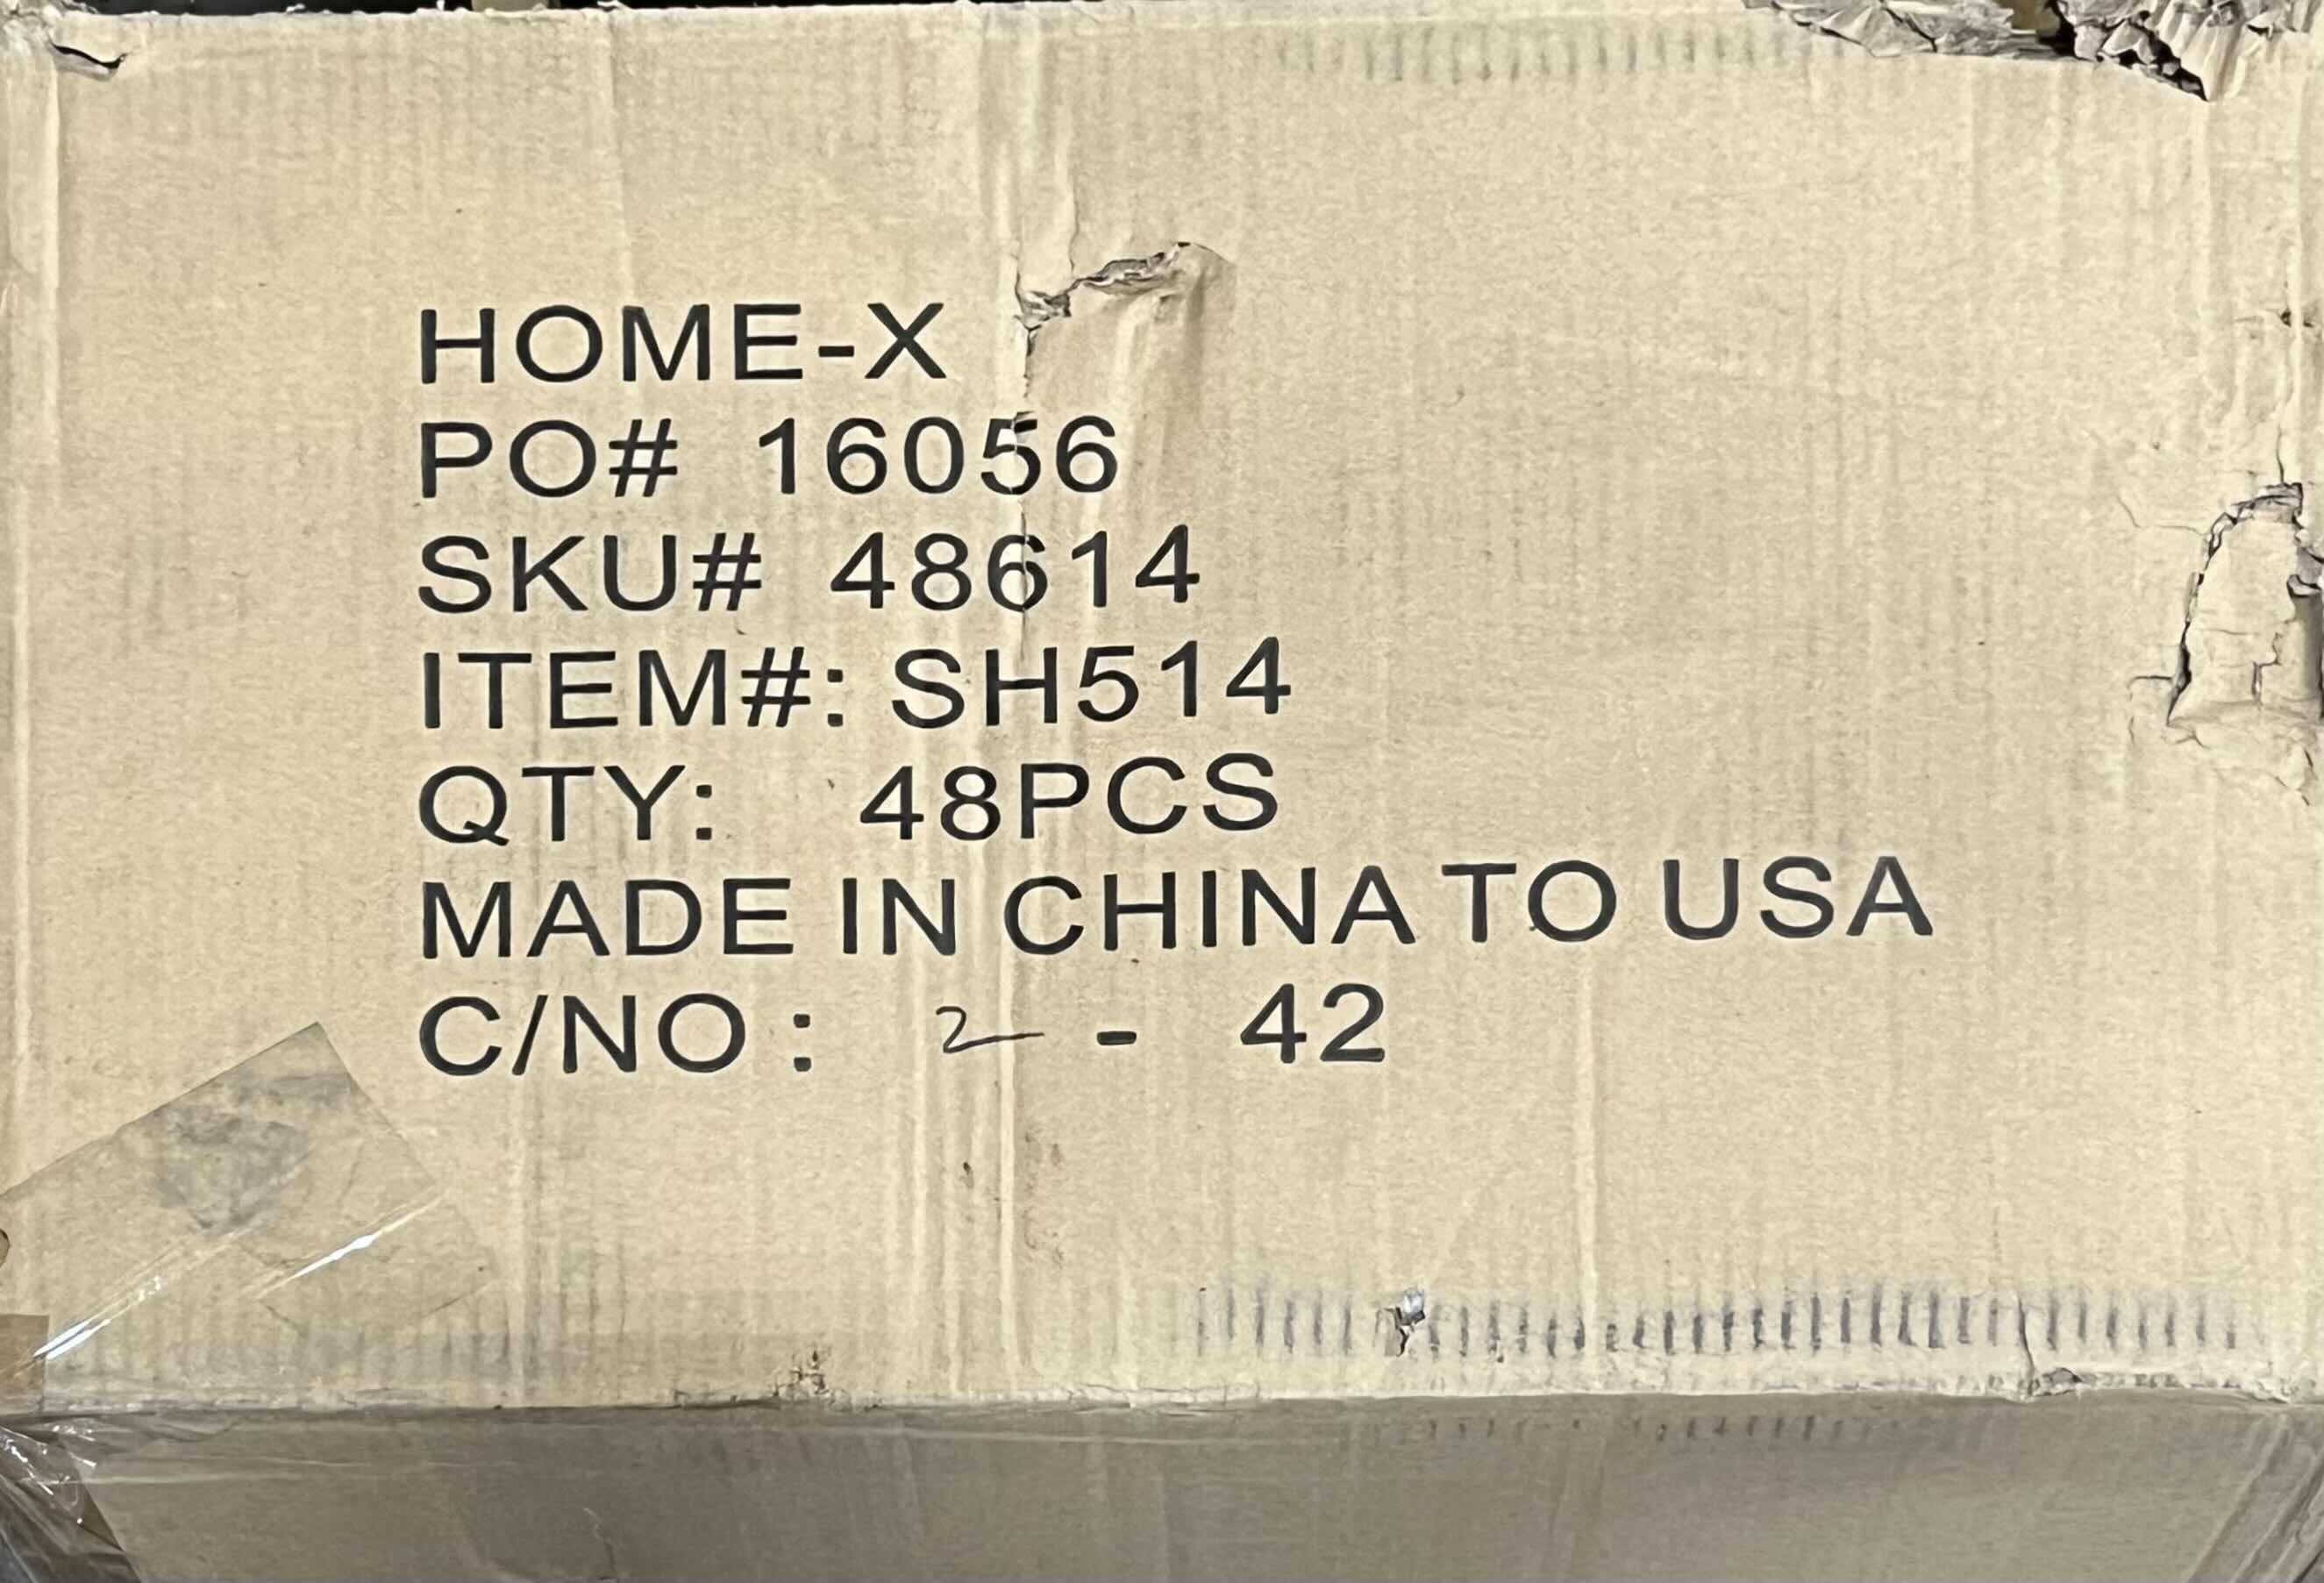 HOME-X
PO# 16056
SKU# 48614
ITEM#: SH514
QTY: 48PCS
MADE IN CHINA TO USA
C/NO : 2 - 42